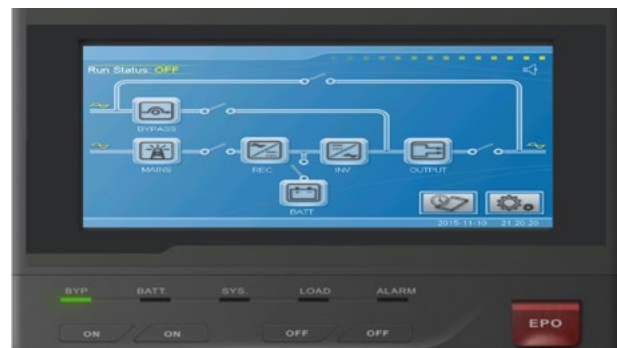 Run Status: OFF
BYPASS
MAINS
REC
INV
OUTPUT
BATT
2015-11-10 21:20:20
BYP BATT. SYS. LOAD ALARM
ON ON OFF OFF
EPO